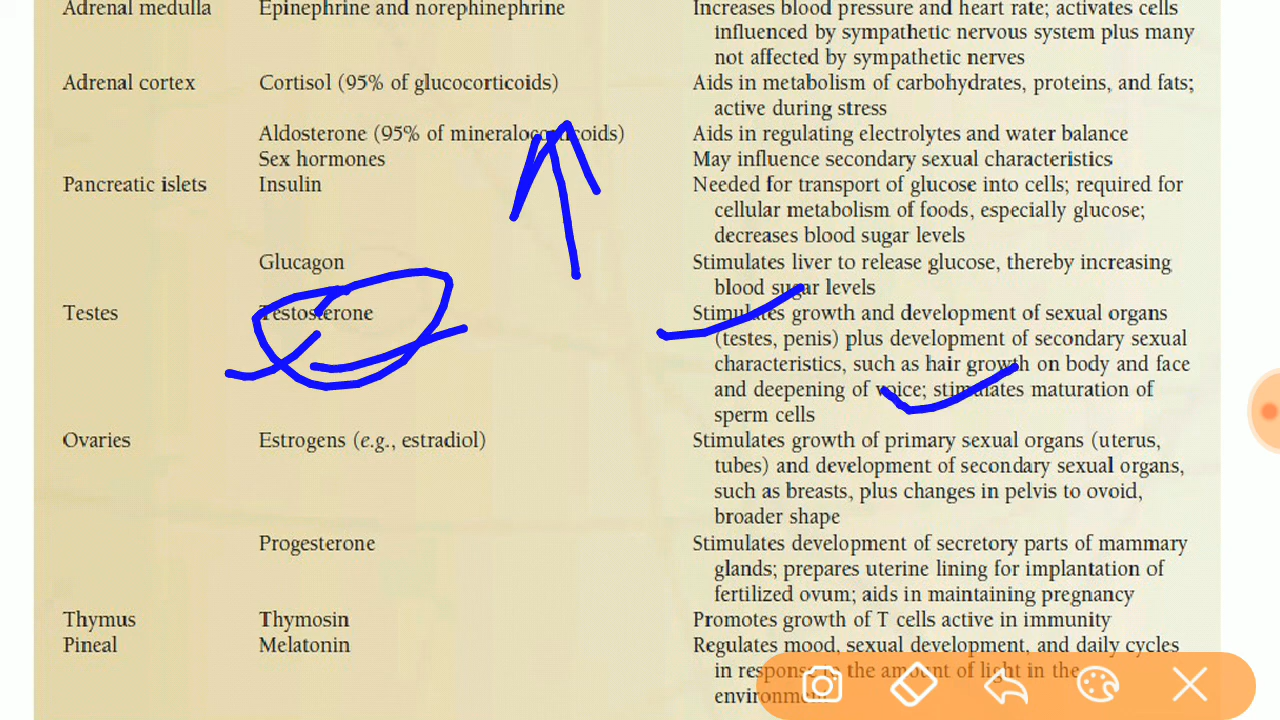 Adrenal medulla Epinephrine and norephinephrine Increases blood pressure and heart rate; activates cells
influenced by sympathetic nervous system plus many
not affected by sympathetic nerves
Adrenal cortex Cortisol (95% of glucocorticoids) Aids in metabolism of carbohydrates, proteins, and fats;
active during stress
Aldosterone (95% of mineralocorticoids) Aids in regulating electrolytes and water balance
Sex hormones May influence secondary sexual characteristics
Pancreatic islets Insulin Needed for transport of glucose into cells; required for
cellular metabolism of foods, especially glucose;
decreases blood sugar levels
Glucagon Stimulates liver to release glucose, thereby increasing
blood sugar levels
Testes Testosterone Stimulates growth and development of sexual organs
(testes, penis) plus development of secondary sexual
characteristics, such as hair growth on body and face
and deepening of voice; stimulates maturation of
sperm cells
Ovaries Estrogens (e.g., estradiol) Stimulates growth of primary sexual organs (uterus,
tubes) and development of secondary sexual organs,
such as breasts, plus changes in pelvis to ovoid,
broader shape
Progesterone Stimulates development of secretory parts of mammary
glands; prepares uterine lining for implantation of
fertilized ovum; aids in maintaining pregnancy
Thymus Thymosin Promotes growth of T cells active in immunity
Pineal Melatonin Regulates mood, sexual development, and daily cycles
in response to the amount of light in the
environment